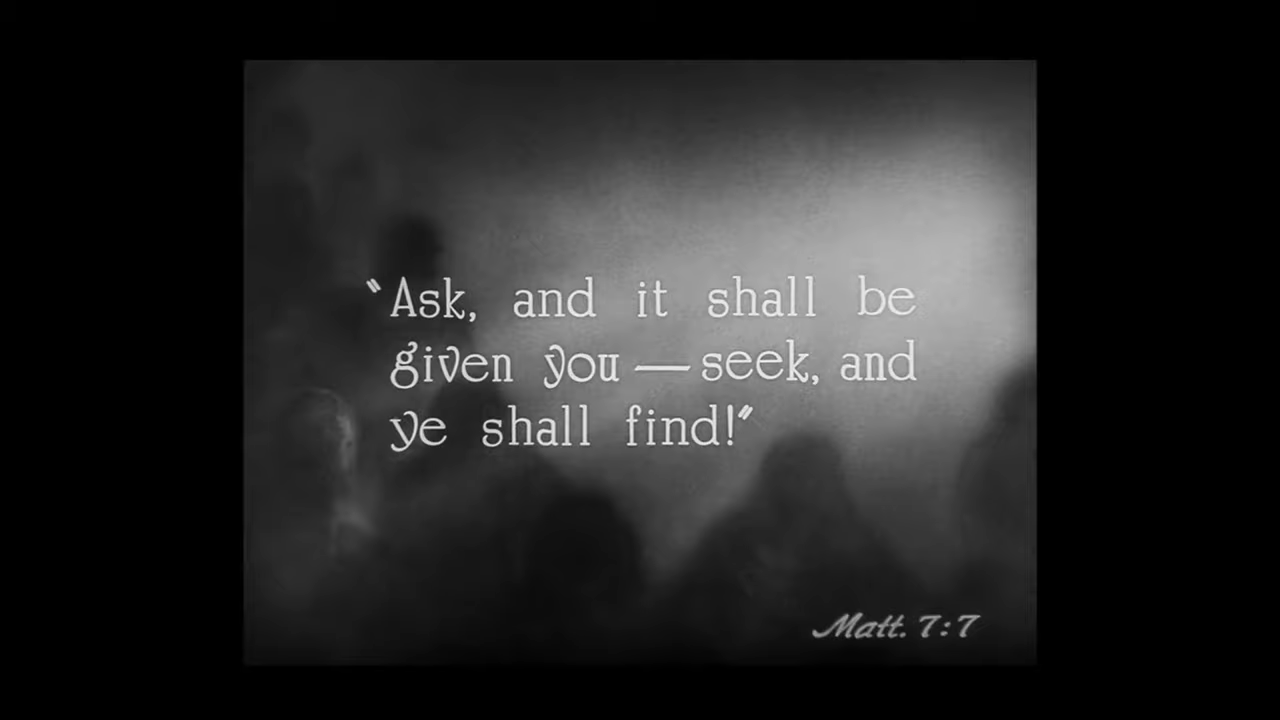 “Ask, and it shall be
given you — seek, and
ye shall find!”
Matt. 7:7